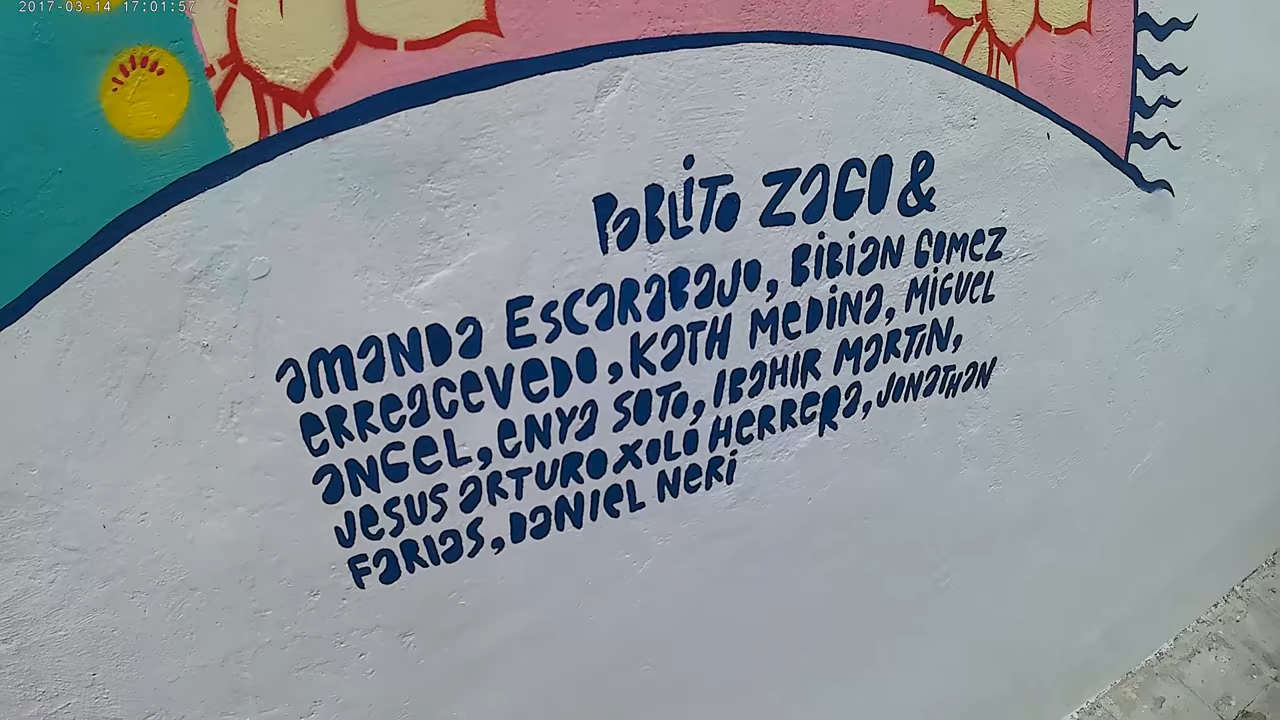 2017-03-14 17:01:57
PaBLiTo ZaGO &
amaNDa EsCaRaBaJO, BiBiaN GOMEZ
eRReaCeVEDO, KaTH MeDiNa, MiGUeL
aNGeL, eNYa SOTO, IBaHIR MaRTiN,
JeSUS aRTURO XOLO HeRReRa, JONaTHaN
FaRIaS, DaNIeL NeRi